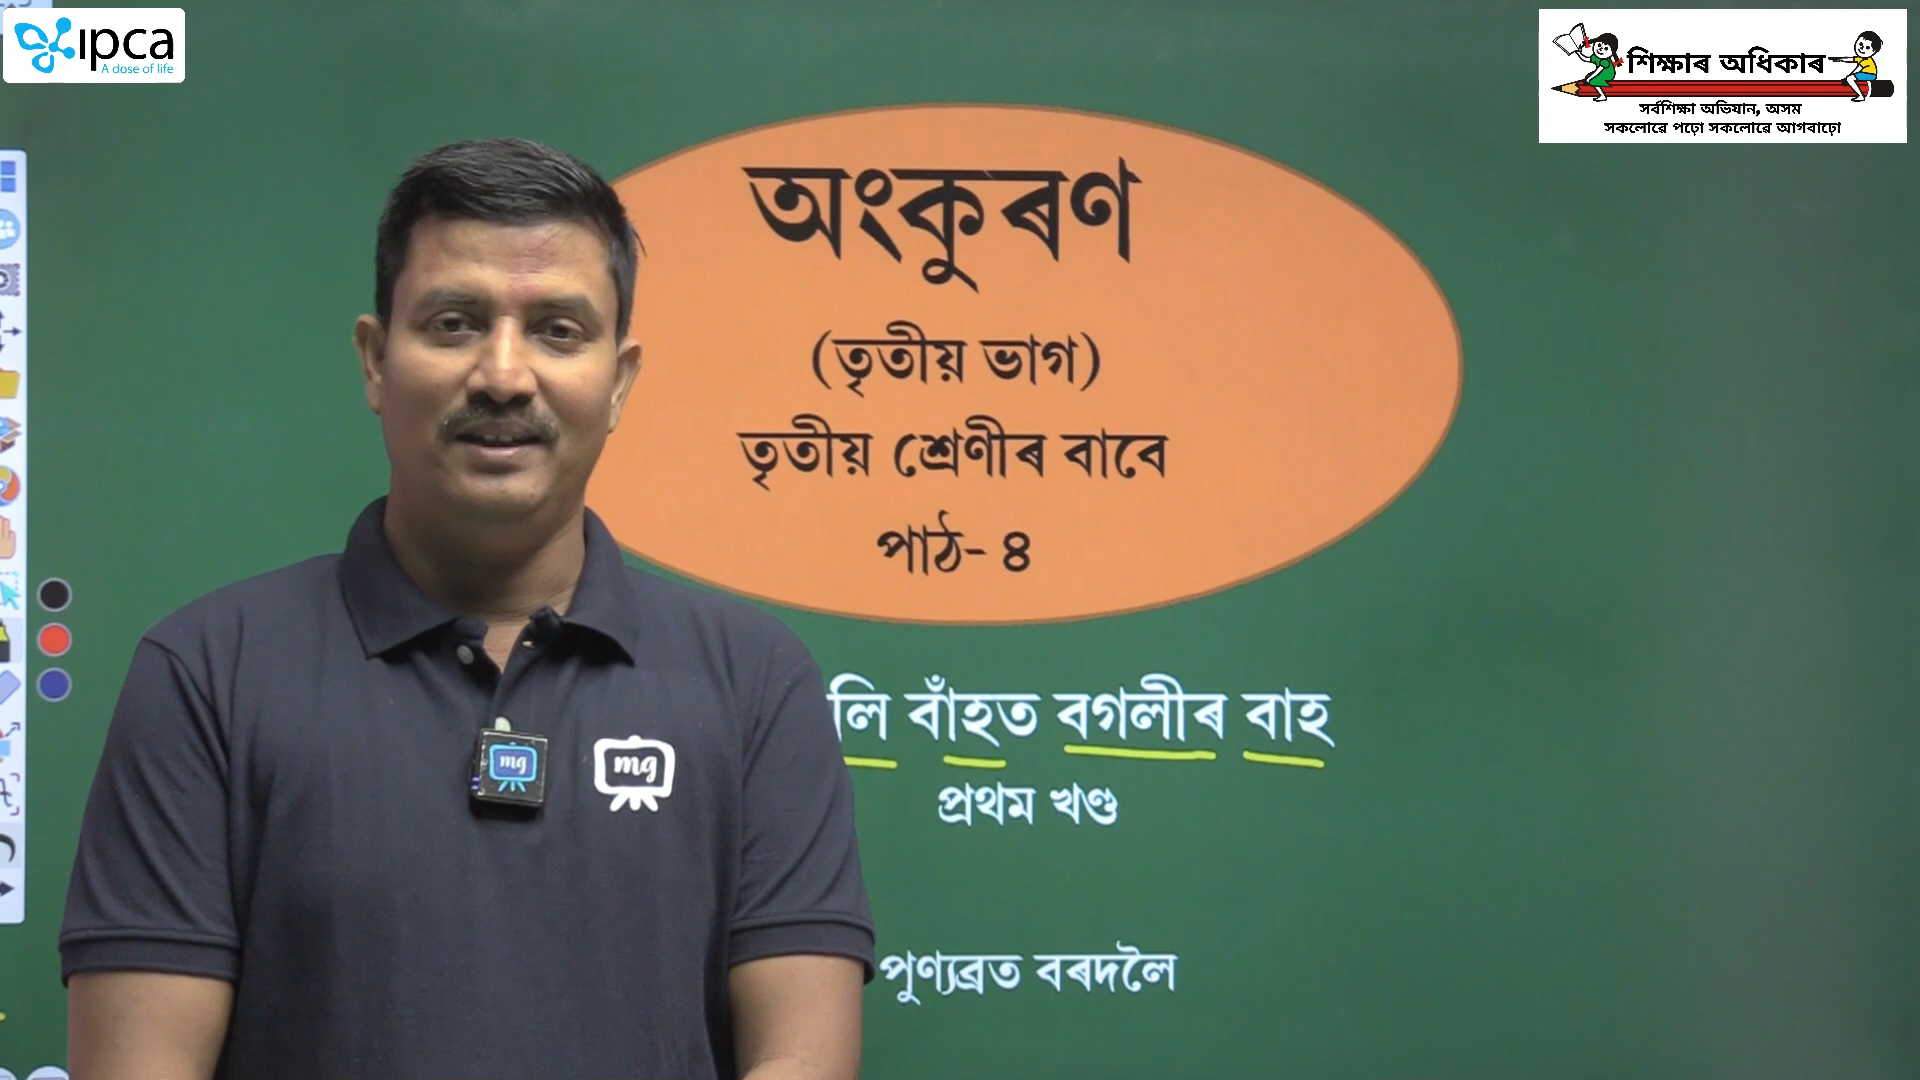 ipca
A dose of life
শিক্ষাৰ অধিকাৰ
সৰ্বশিক্ষা অভিযান, অসম
সকলোৱে পঢ়ো সকলোৱে আগবাঢ়ো
অংকুৰণ
(তৃতীয় ভাগ)
তৃতীয় শ্ৰেণীৰ বাবে
পাঠ- ৪
বাঁহত বগলীৰ বাহ
প্ৰথম খণ্ড
পুণ্যব্ৰত বৰদলৈ
mg
mg